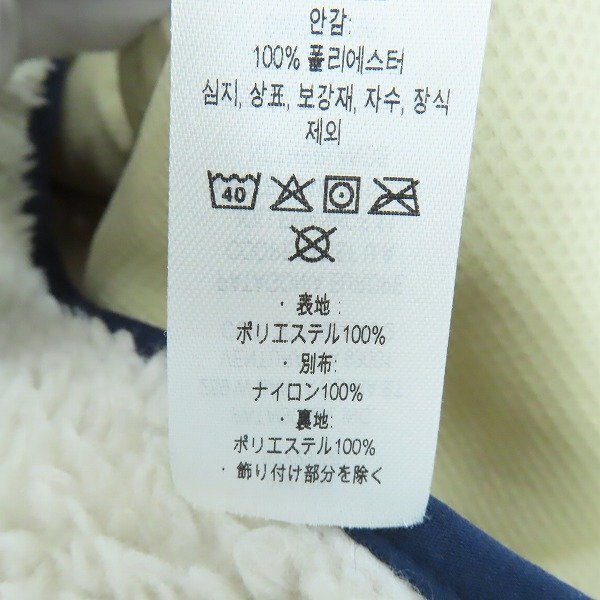 안감:
100% 폴리에스터
심지, 상표, 보강재, 자수, 장식
제외
40
・表地:
ポリエステル100%
・別布:
ナイロン100%
・裏地:
ポリエステル100%
・飾り付け部分を除く